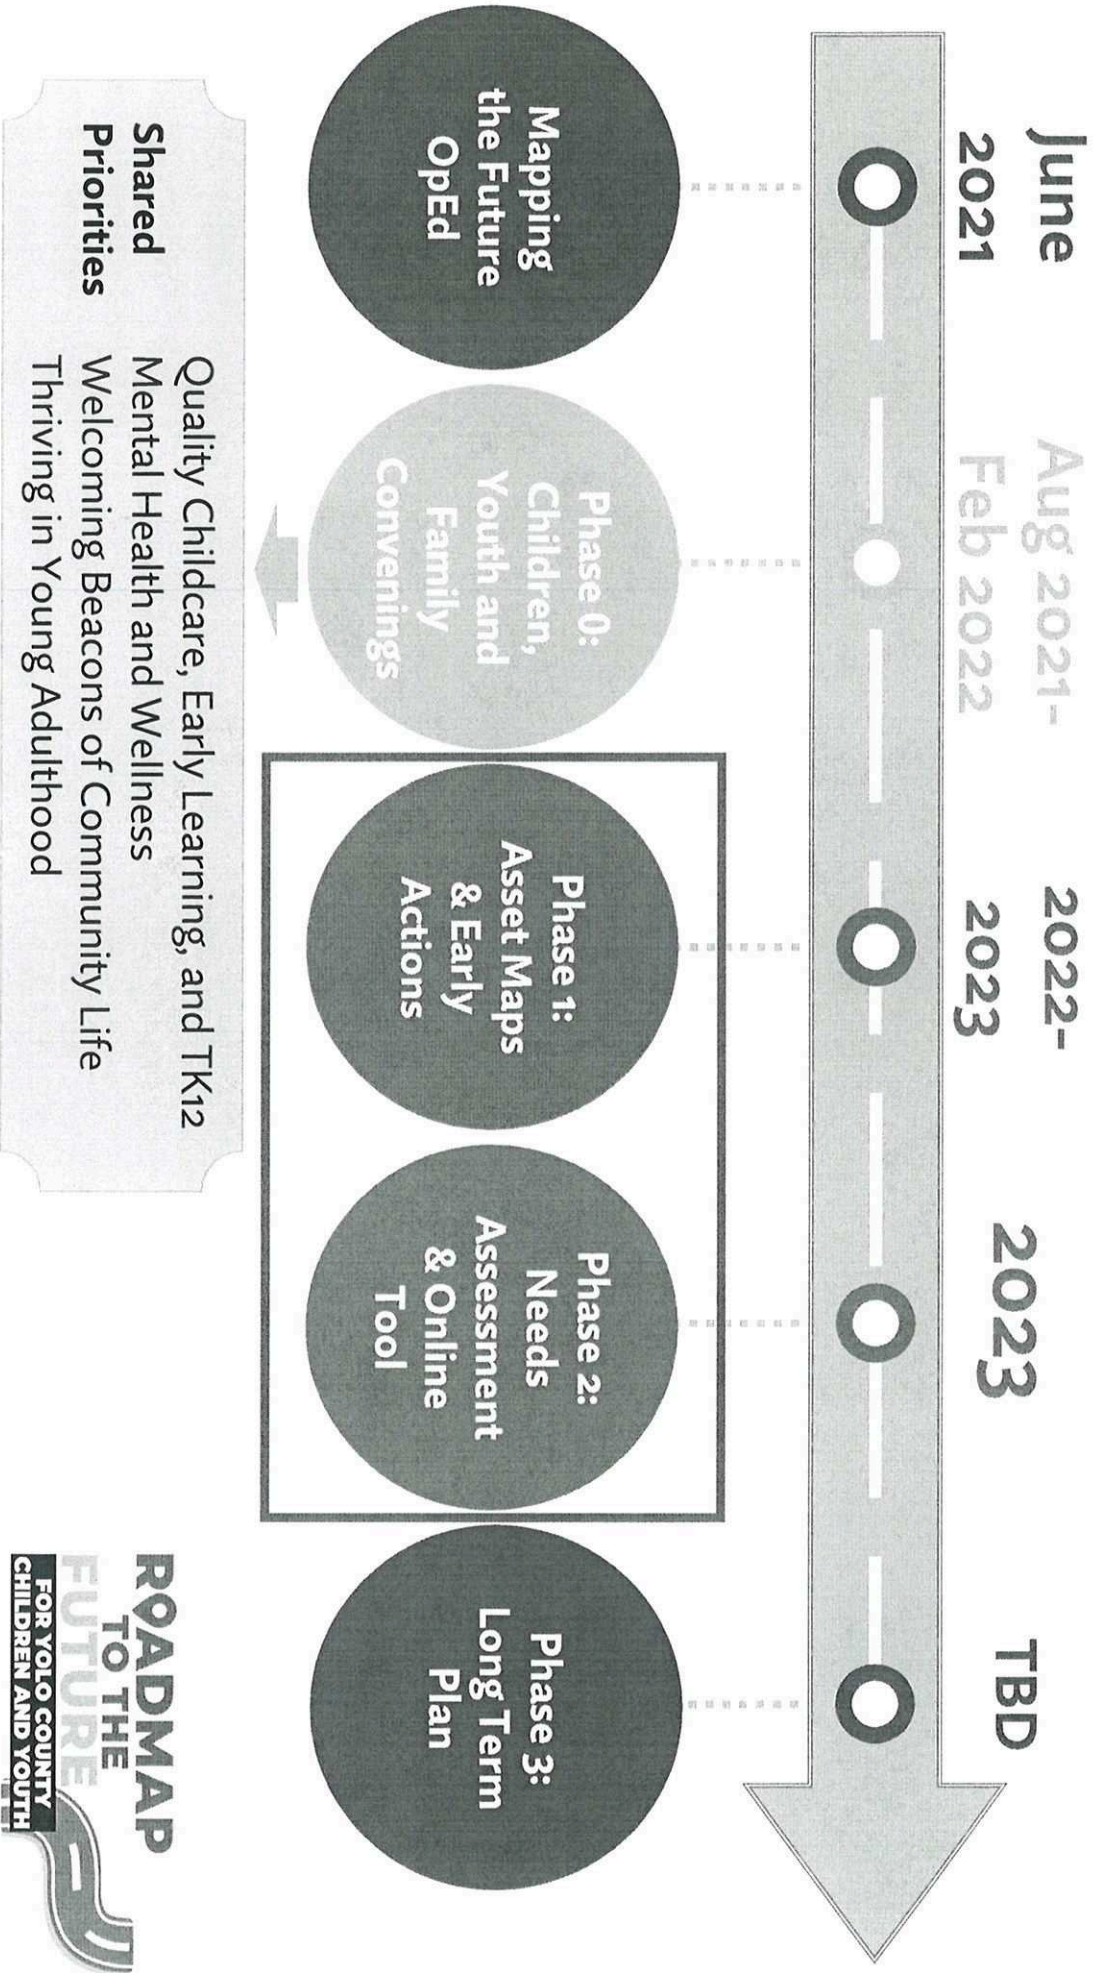 June
2021
Aug 2021-
Feb 2022
2022-
2023
2023
TBD
Mapping
the Future
OpEd
Phase 0:
Children,
Youth and
Family
Convenings
Phase 1:
Asset Maps
& Early
Actions
Phase 2:
Needs
Assessment
& Online
Tool
Phase 3:
Long Term
Plan
Shared
Priorities
Quality Childcare, Early Learning, and TK12
Mental Health and Wellness
Welcoming Beacons of Community Life
Thriving in Young Adulthood
ROADMAP
TO THE
FUTURE
FOR YOLO COUNTY
CHILDREN AND YOUTH